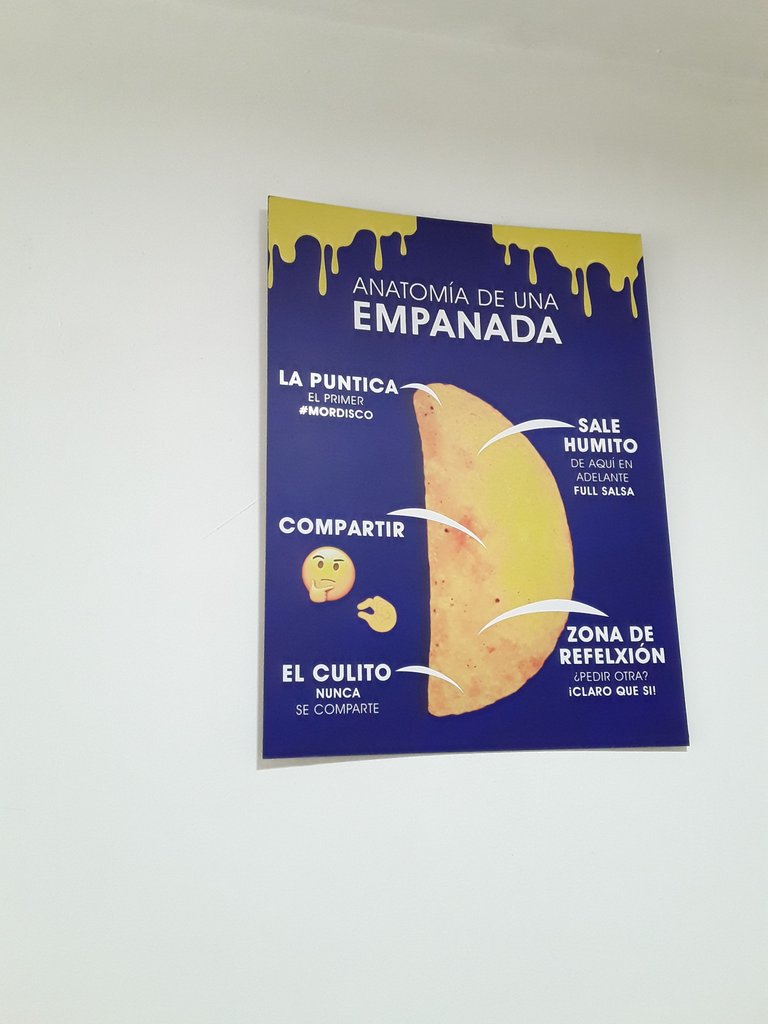 ANATOMÍA DE UNA
EMPANADA
LA PUNTICA
EL PRIMER
#MORDISCO
SALE
HUMITO
DE AQUÍ EN
ADELANTE
FULL SALSA
COMPARTIR
ZONA DE
REFELXIÓN
¿PEDIR OTRA?
¡CLARO QUE SI!
EL CULITO
NUNCA
SE COMPARTE